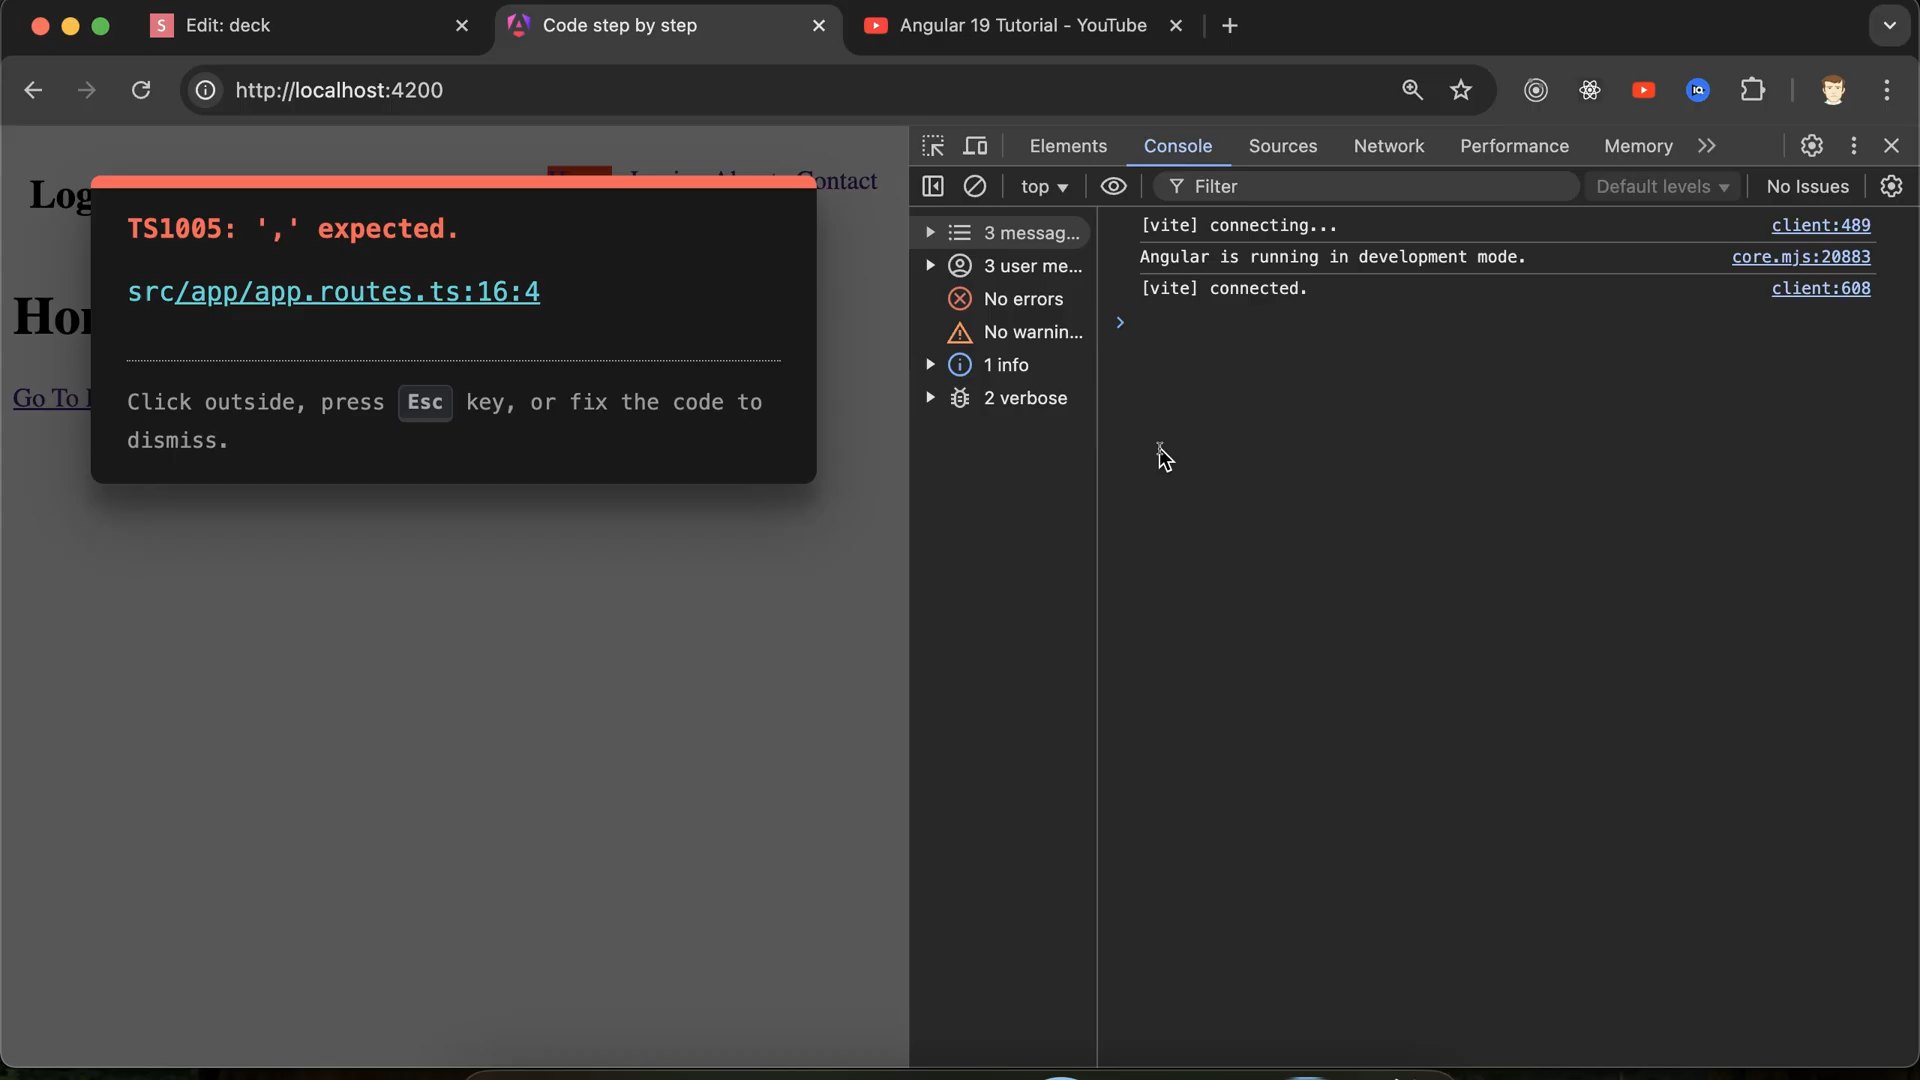 S Edit: deck
Code step by step
Angular 19 Tutorial - YouTube
http://localhost:4200
Elements Console Sources Network Performance Memory
top Filter Default levels No Issues
Contact
TS1005: ',' expected.
src/app/app.routes.ts:16:4
Go To
Click outside, press Esc key, or fix the code to
dismiss.
3 messag...
3 user me...
No errors
No warnin...
1 info
2 verbose
[vite] connecting... client:489
Angular is running in development mode. core.mjs:20883
[vite] connected. client:608